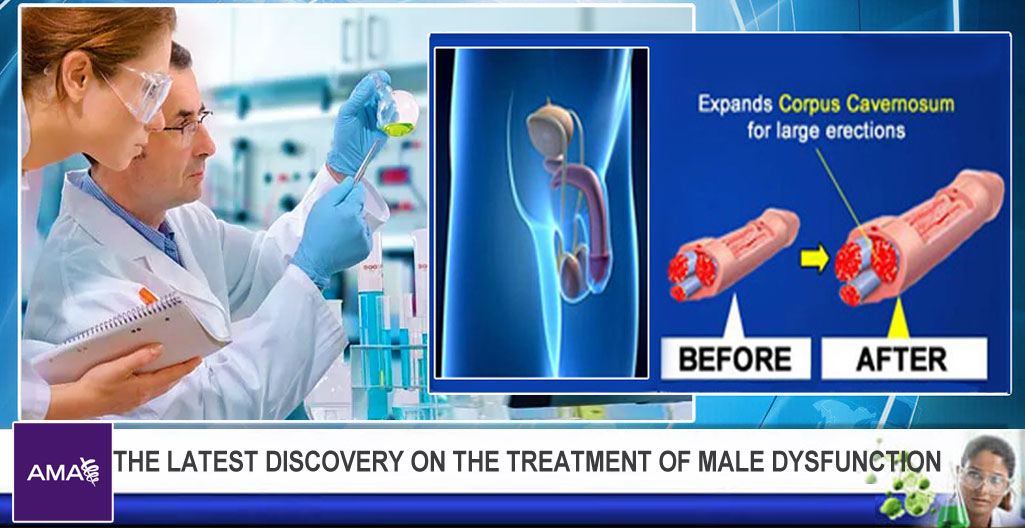 Expands Corpus Cavernosum
for large erections
BEFORE
AFTER
AMA
THE LATEST DISCOVERY ON THE TREATMENT OF MALE DYSFUNCTION